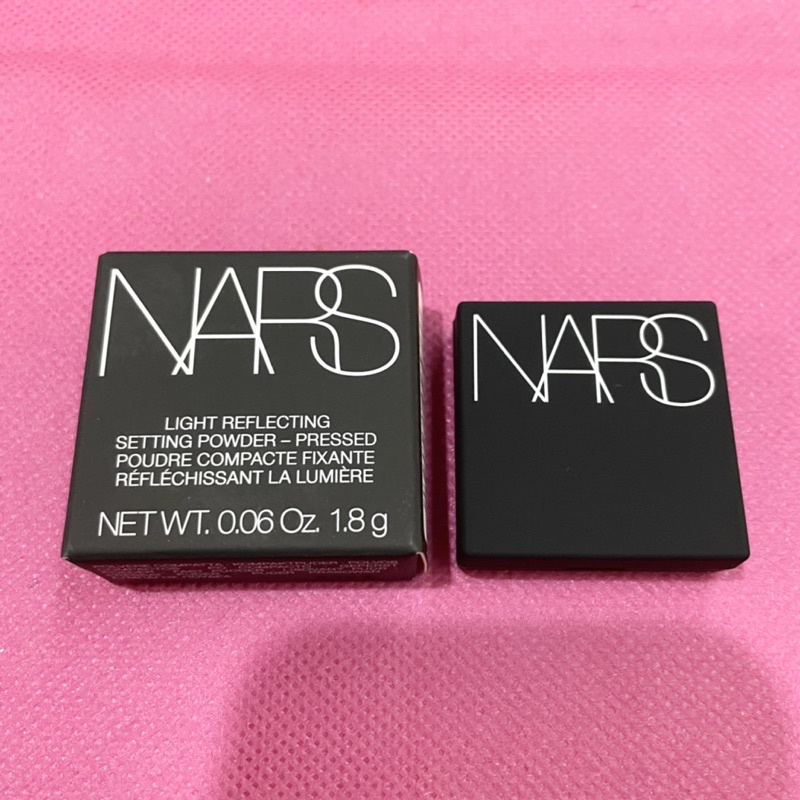 NARS
LIGHT REFLECTING
SETTING POWDER – PRESSED
POUDRE COMPACTE FIXANTE
RÉFLÉCHISSANT LA LUMIÈRE
NET WT. 0.06 Oz. 1.8 g
NARS